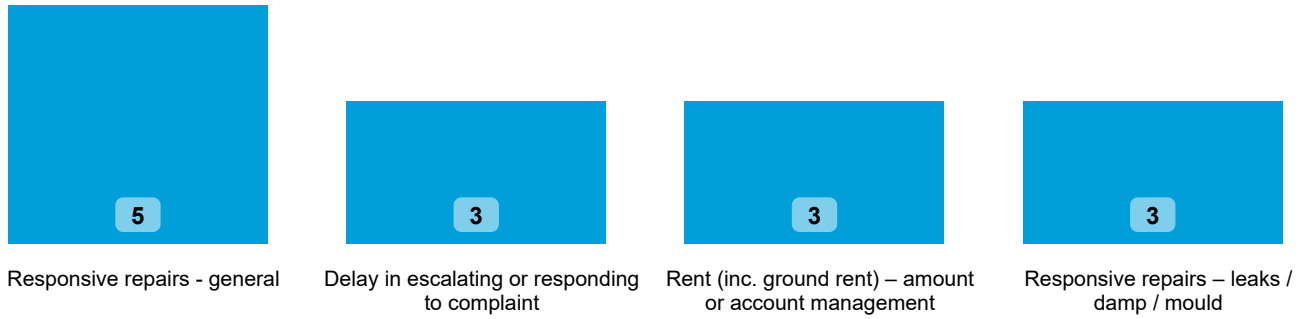 5
3
3
3
Responsive repairs - general
Delay in escalating or responding
to complaint
Rent (inc. ground rent) – amount
or account management
Responsive repairs – leaks /
damp / mould